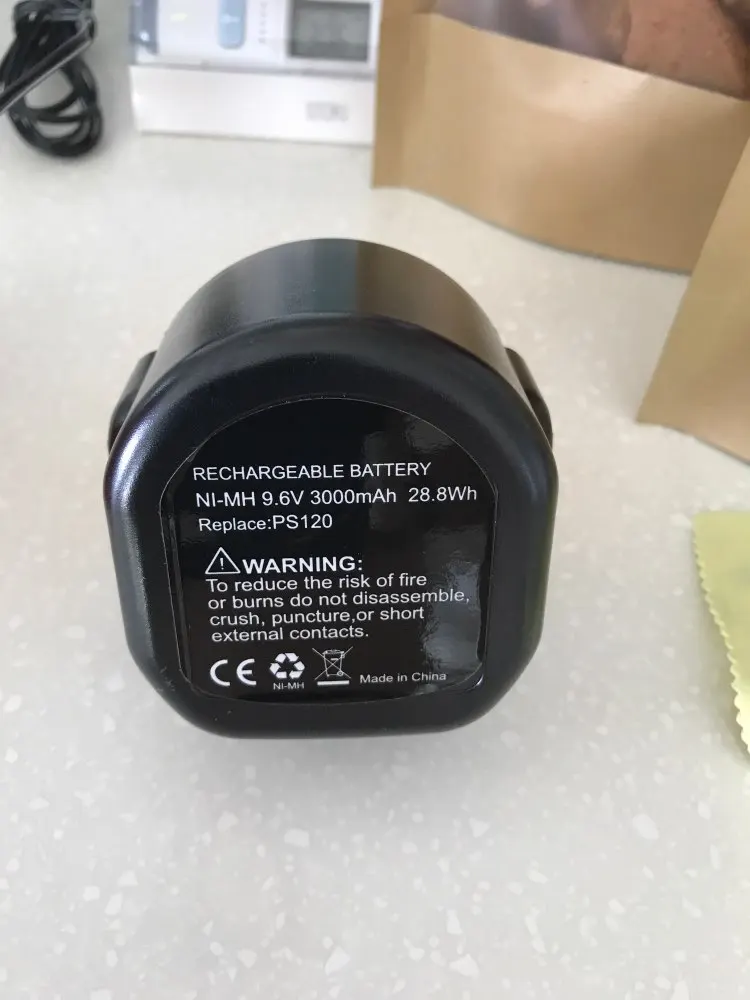 RECHARGEABLE BATTERY
NI-MH 9.6V 3000mAh 28.8Wh
Replace:PS120
WARNING:
To reduce the risk of fire
or burns do not disassemble,
crush, puncture,or short
external contacts.
CE
NI-MH
Made in China